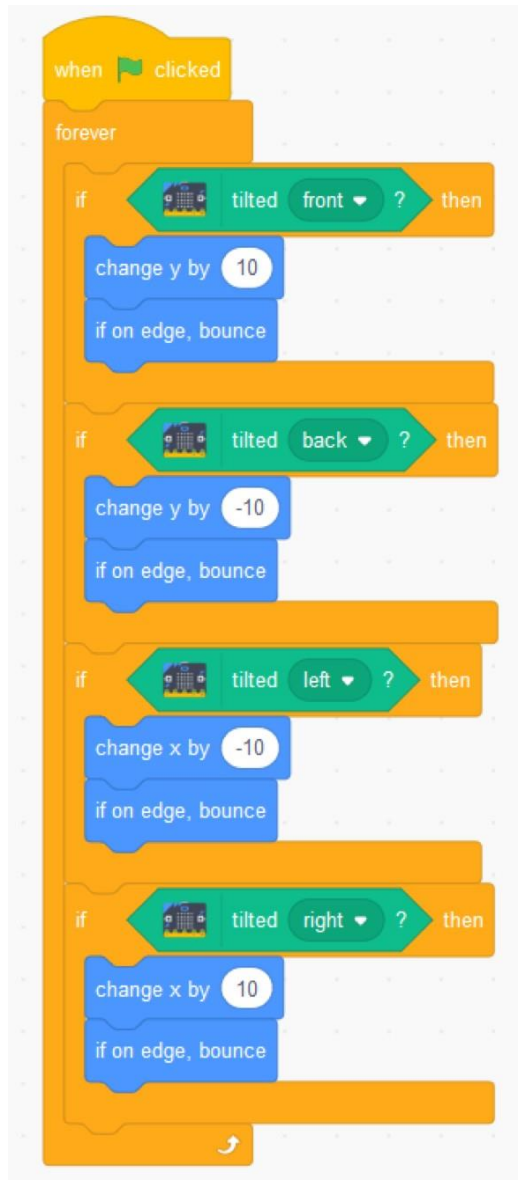 when clicked
forever
if tilted front ? then
change y by 10
if on edge, bounce
if tilted back ? then
change y by -10
if on edge, bounce
if tilted left ? then
change x by -10
if on edge, bounce
if tilted right ? then
change x by 10
if on edge, bounce